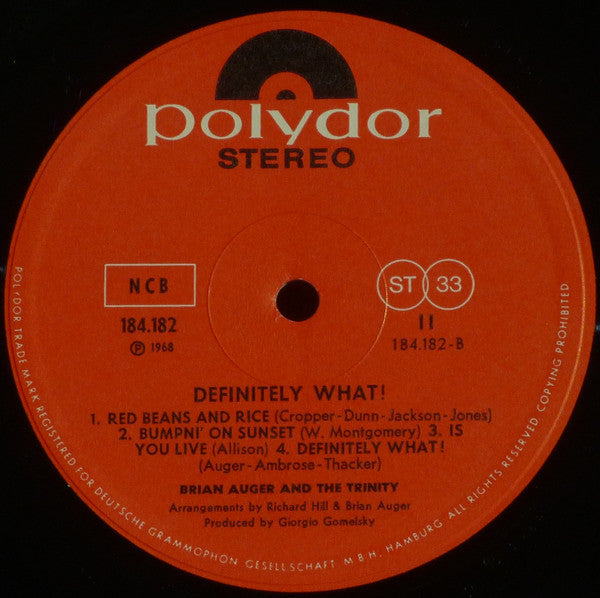 polydor
STEREO
NCB
ST 33
184.182
II
℗ 1968
184.182-B
DEFINITELY WHAT!
1. RED BEANS AND RICE (Cropper-Dunn-Jackson-Jones)
2. BUMPNI' ON SUNSET (W. Montgomery) 3. IS
YOU LIVE (Allison) 4. DEFINITELY WHAT!
(Auger-Ambrose-Thacker)
BRIAN AUGER AND THE TRINITY
Arrangements by Richard Hill & Brian Auger
Produced by Giorgio Gomelsky
POLYDOR TRADE MARK REGISTERED FOR DEUTSCHE GRAMMOPHON GESELLSCHAFT M.B.H. HAMBURG ALL RIGHTS RESERVED COPYING PROHIBITED